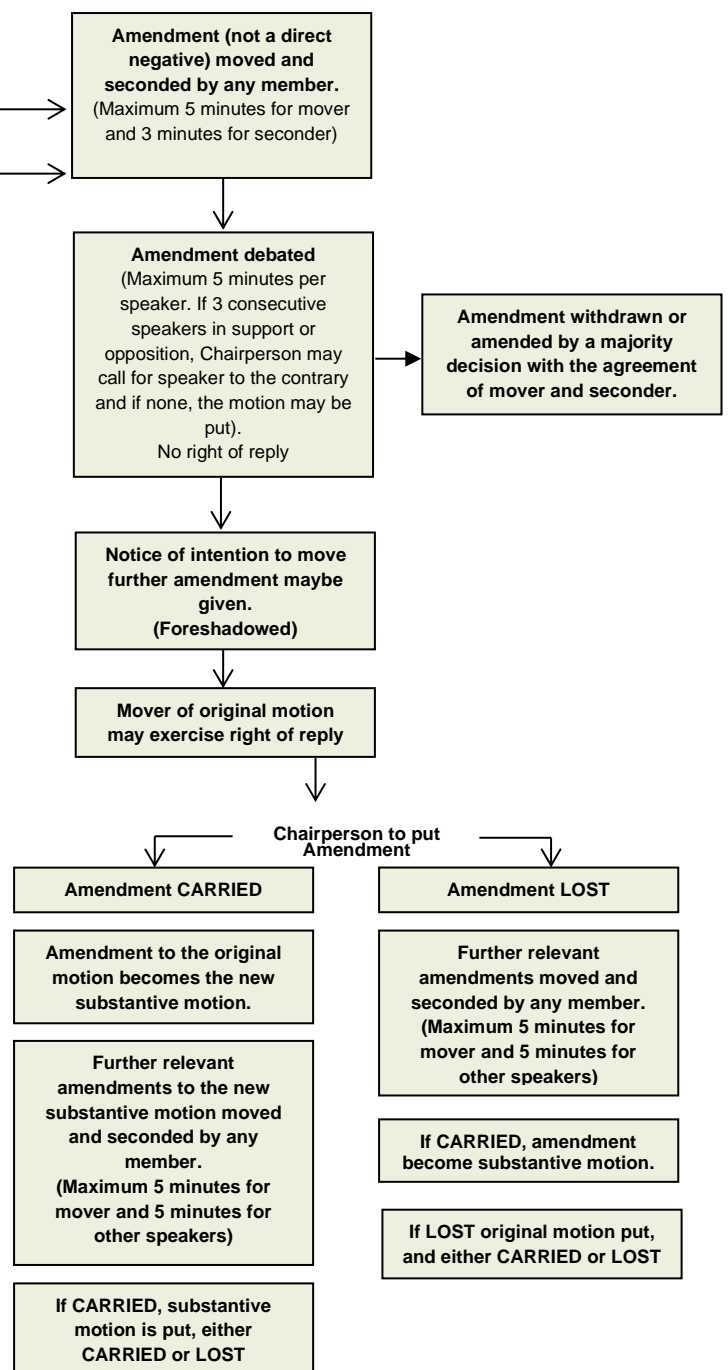 Amendment (not a direct
negative) moved and
seconded by any member.
(Maximum 5 minutes for mover
and 3 minutes for seconder)
Amendment debated
(Maximum 5 minutes per
speaker. If 3 consecutive
speakers in support or
opposition, Chairperson may
call for speaker to the contrary
and if none, the motion may be
put).
No right of reply
Amendment withdrawn or
amended by a majority
decision with the agreement
of mover and seconder.
Notice of intention to move
further amendment maybe
given.
(Foreshadowed)
Mover of original motion
may exercise right of reply
Chairperson to put
Amendment
Amendment CARRIED
Amendment to the original
motion becomes the new
substantive motion.
Further relevant
amendments to the new
substantive motion moved
and seconded by any
member.
(Maximum 5 minutes for
mover and 5 minutes for
other speakers)
If CARRIED, substantive
motion is put, either
CARRIED or LOST
Amendment LOST
Further relevant
amendments moved and
seconded by any member.
(Maximum 5 minutes for
mover and 5 minutes for
other speakers)
If CARRIED, amendment
become substantive motion.
If LOST original motion put,
and either CARRIED or LOST